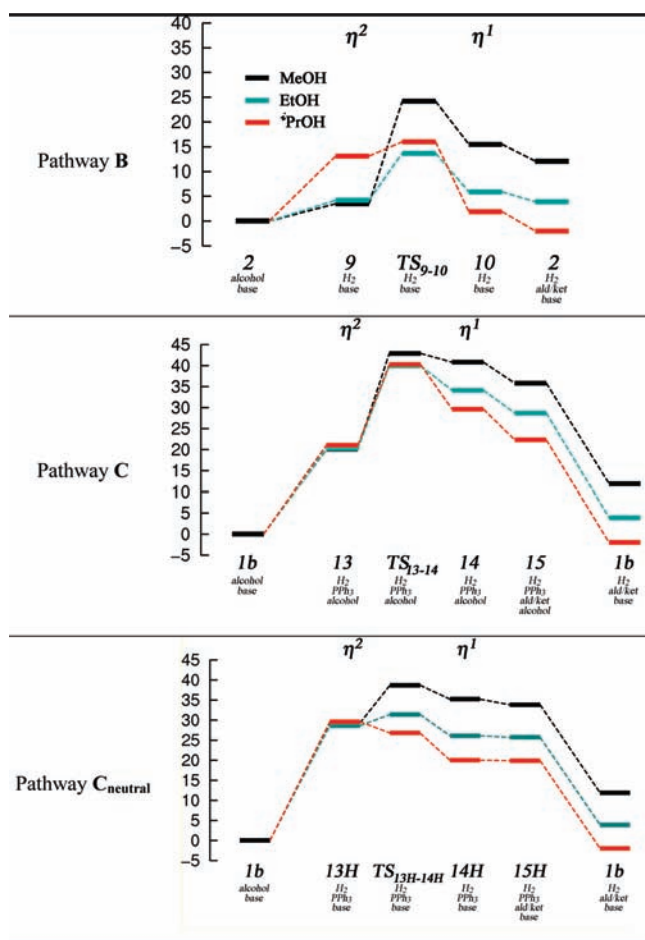 η²
η¹
40
35
30
25
20
15
10
5
0
−5
MeOH
EtOH
ⁱPrOH
Pathway B
2
9
TS₉₋₁₀
10
2
alcohol
H₂
H₂
H₂
H₂
base
base
base
base
ald/ket
base
η²
η¹
45
40
35
30
25
20
15
10
5
0
−5
Pathway C
1b
13
TS₁₃₋₁₄
14
15
1b
alcohol
H₂
H₂
H₂
H₂
H₂
base
PPh₃
PPh₃
PPh₃
PPh₃
ald/ket
alcohol
alcohol
alcohol
ald/ket
base
alcohol
η²
η¹
45
40
35
30
25
20
15
10
5
0
−5
Pathway Cneutral
1b
13H
TS₁₃H₋₁₄H
14H
15H
1b
alcohol
H₂
H₂
H₂
H₂
H₂
base
PPh₃
PPh₃
PPh₃
PPh₃
ald/ket
base
base
base
ald/ket
base
base